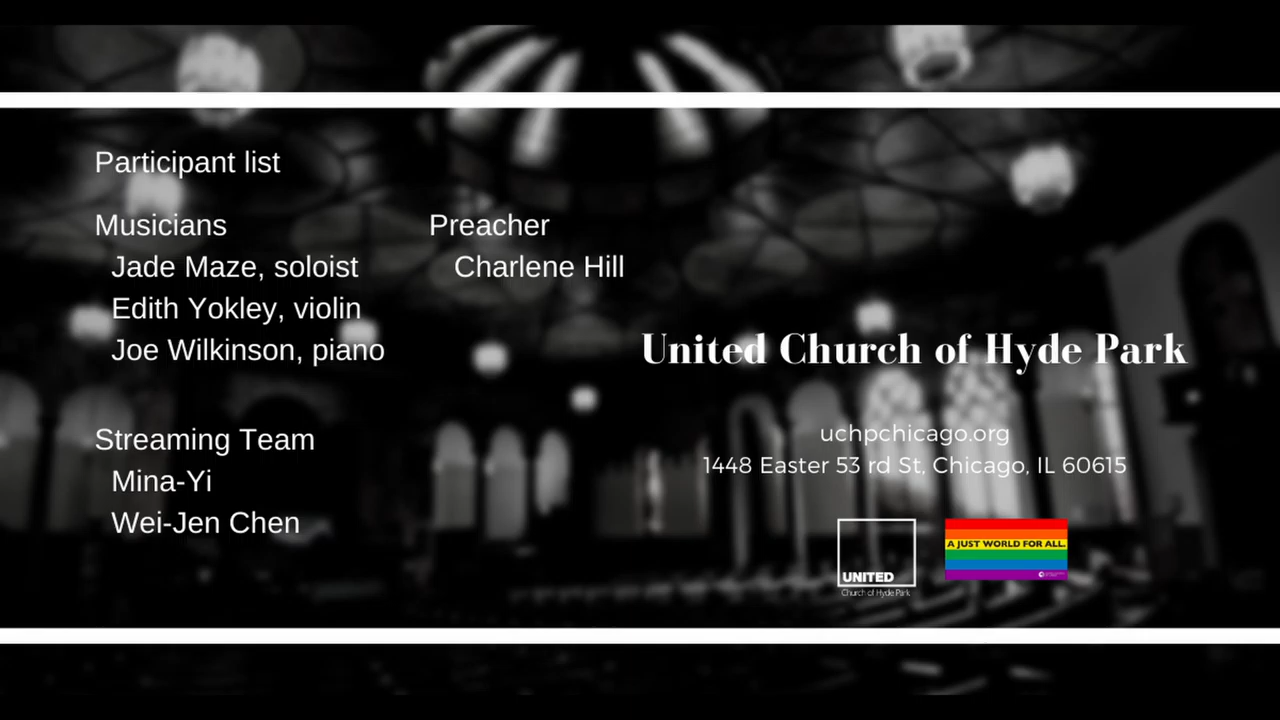 Participant list
Musicians
Jade Maze, soloist
Edith Yokley, violin
Joe Wilkinson, piano
Streaming Team
Mina-Yi
Wei-Jen Chen
Preacher
Charlene Hill
United Church of Hyde Park
uchpchicago.org
1448 Easter 53 rd St, Chicago, IL 60615
UNITED
Church of Hyde Park
A JUST WORLD FOR ALL.